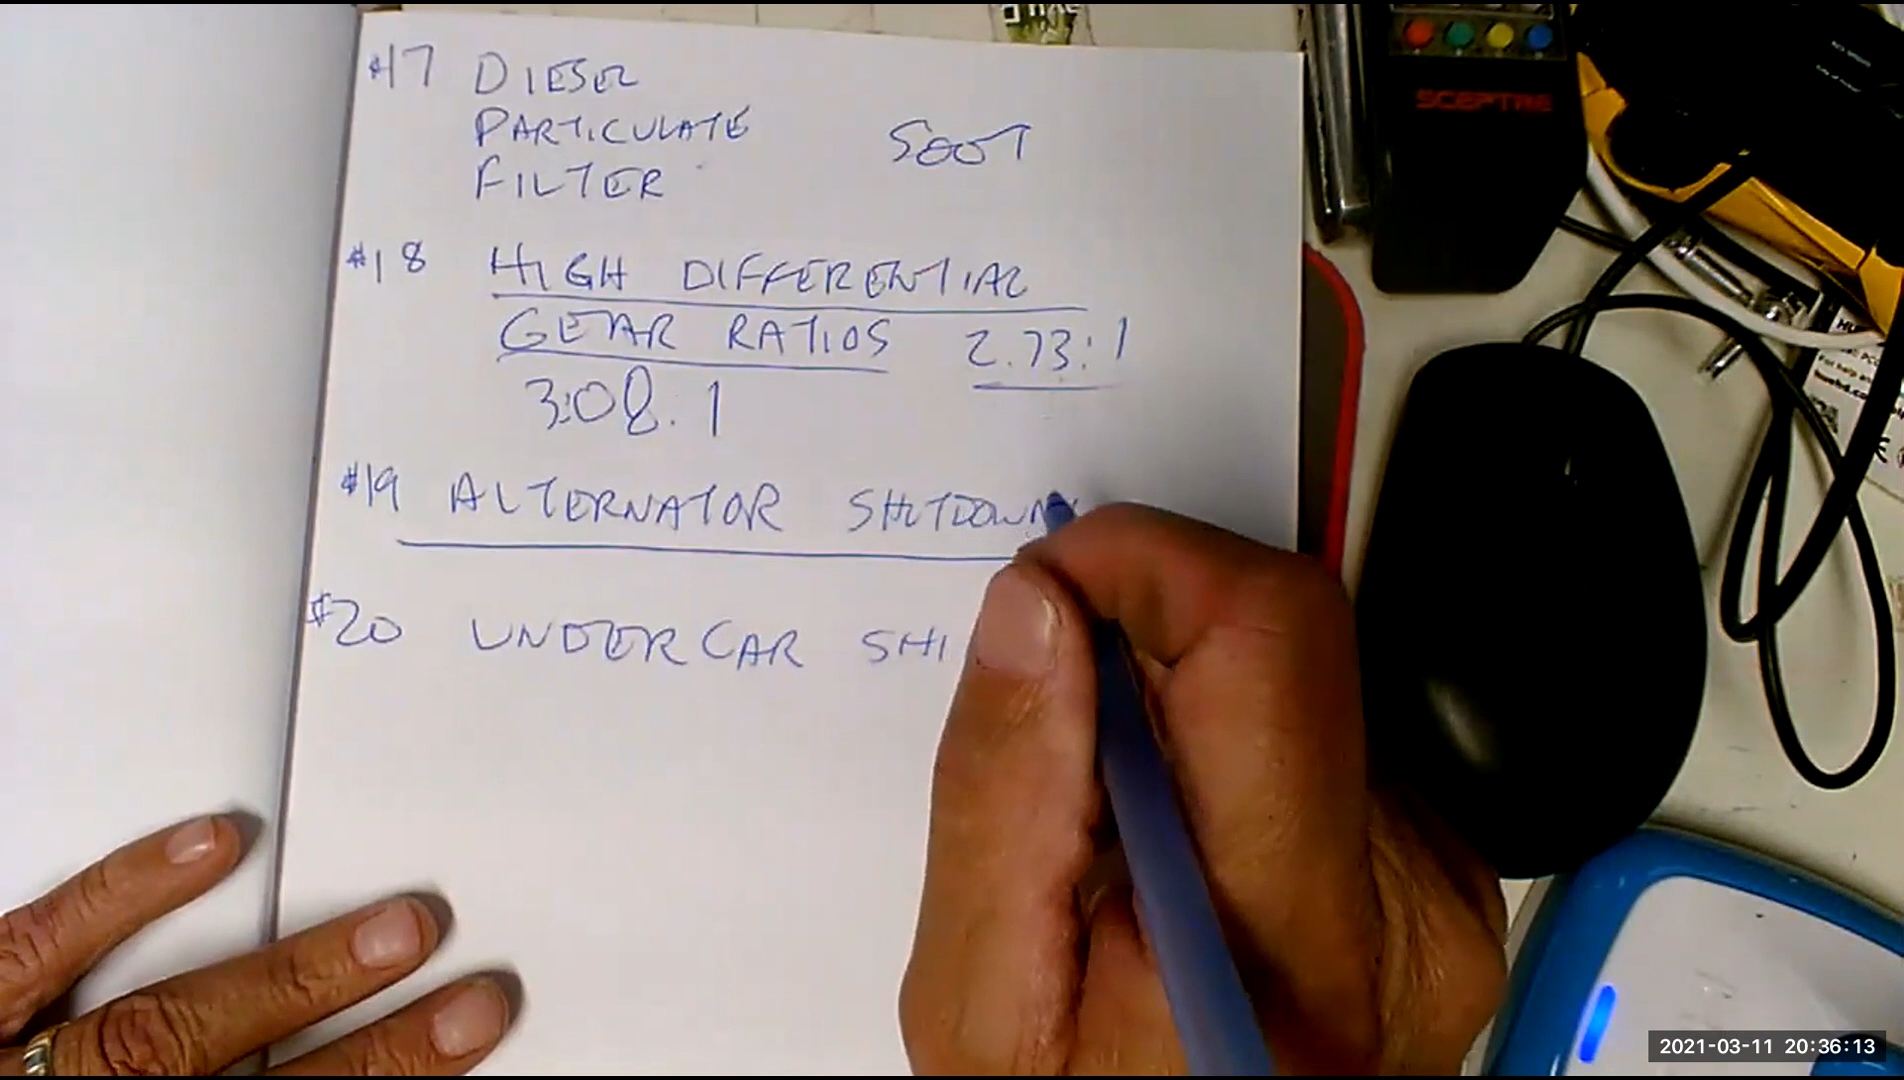 #17 DIESEL
PARTICULATE
FILTER
SOOT
#18 HIGH DIFFERENTIAL
GEAR RATIOS 2.73:1
3:08.1
#19 ALTERNATOR SHUTDOWN
#20 UNDERCAR SHI
SCEPTRE
2021-03-11 20:36:13